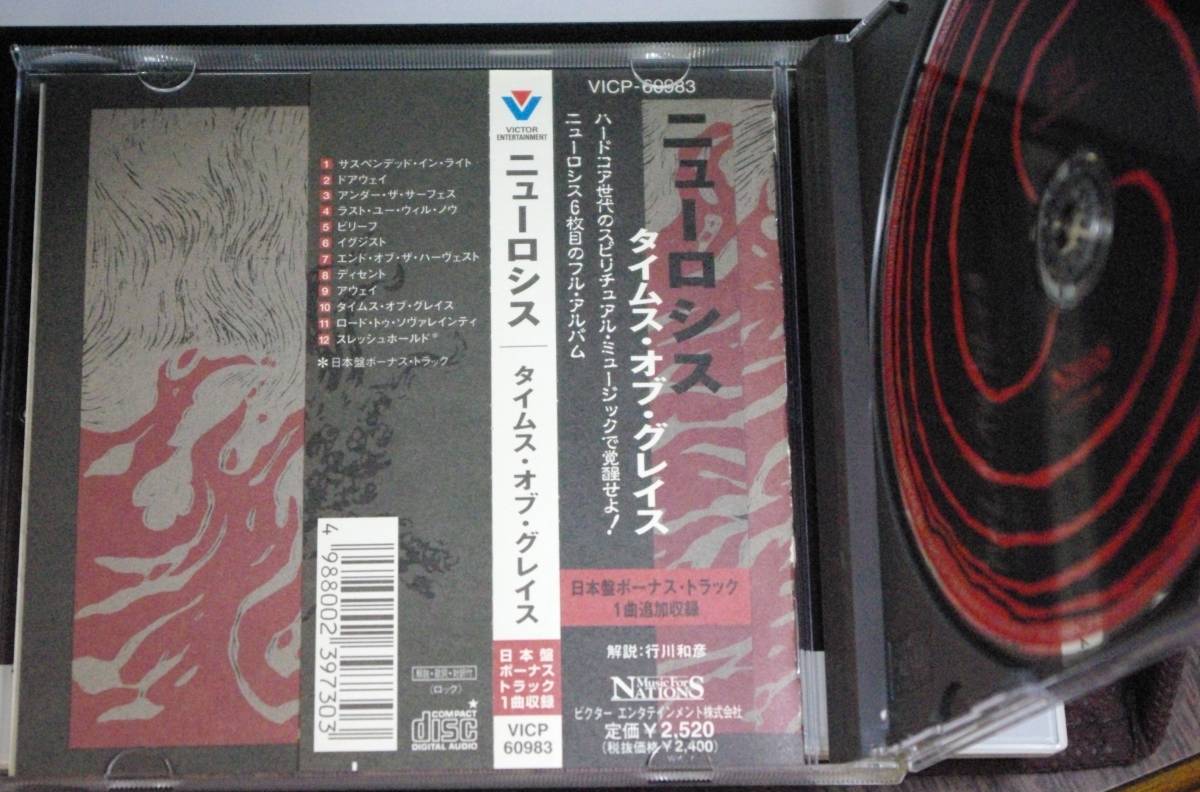 1 サスペンデッド・イン・ライト
2 ドアウェイ
3 アンダー・ザ・サーフェス
4 ラスト・ユー・ウィル・ノウ
5 ビリーフ
6 イグジスト
7 エンド・オブ・ザ・ハーヴェスト
8 ディセント
9 アウェイ
10 タイムス・オブ・グレイス
11 ロード・トゥ・ソヴァレインティ
12 スレッシュホールド*
*日本盤ボーナス・トラック
4 988002 397303
解説・歌詞・対訳付
(ロック)
COMPACT
disc
DIGITAL AUDIO
VICTOR
ENTERTAINMENT
ニューロシス
タイムス・オブ・グレイス
日本盤
ボーナス
トラック
1曲収録
VICP
60983
VICP-60983
ニューロシス
タイムス・オブ・グレイス
ハードコア世代のスピリチュアル・ミュージックで覚醒せよ!
ニューロシス6枚目のフル・アルバム
日本盤ボーナス・トラック
1曲追加収録
解説:行川和彦
Music For
NATIONS
ビクター エンタテインメント株式会社
定価¥2,520
(税抜価格¥2,400)